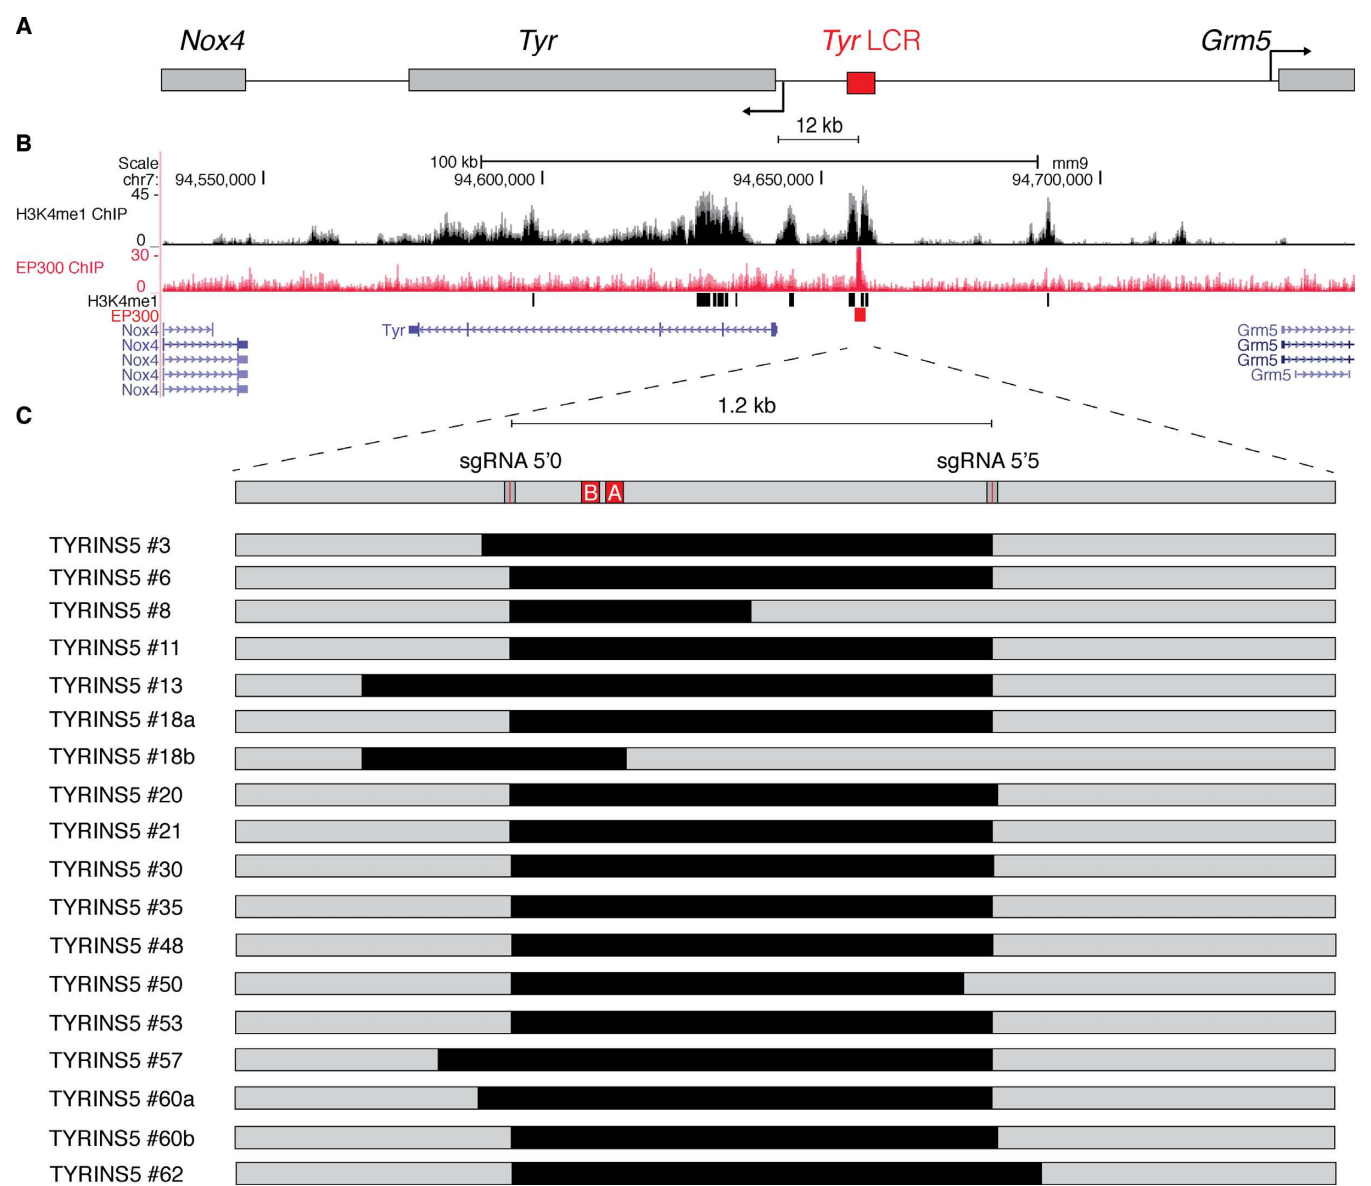 A
Nox4 Tyr Tyr LCR Grm5
12 kb
B
Scale 100 kb mm9
chr7: 94,550,000 94,600,000 94,650,000 94,700,000
45 -
H3K4me1 ChIP
0 _
30 -
EP300 ChIP
0
H3K4me1
EP300
Nox4 Tyr Grm5
Nox4 Grm5
Nox4 Grm5
Nox4 Grm5
Nox4
C
1.2 kb
sgRNA 5'0 sgRNA 5'5
B A
TYRINS5 #3
TYRINS5 #6
TYRINS5 #8
TYRINS5 #11
TYRINS5 #13
TYRINS5 #18a
TYRINS5 #18b
TYRINS5 #20
TYRINS5 #21
TYRINS5 #30
TYRINS5 #35
TYRINS5 #48
TYRINS5 #50
TYRINS5 #53
TYRINS5 #57
TYRINS5 #60a
TYRINS5 #60b
TYRINS5 #62